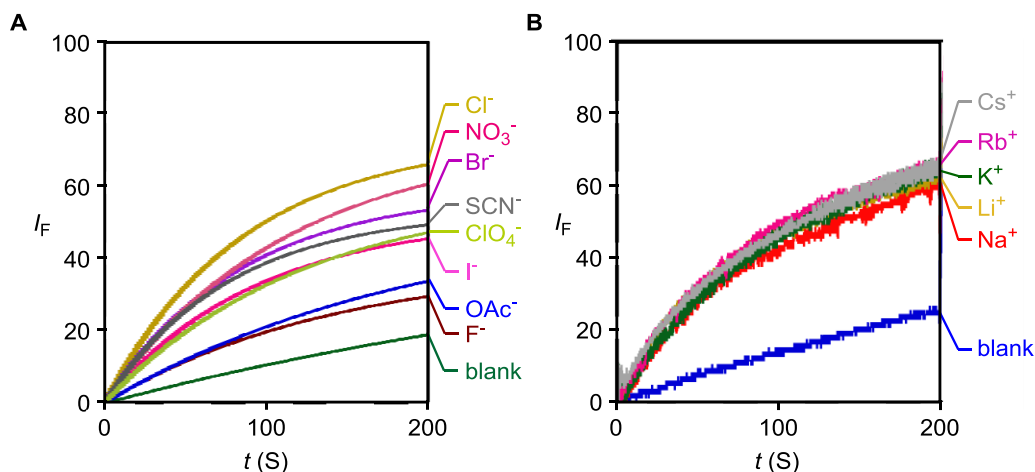 A
100
80
60
40
20
0
I_F
0
100
200
t (S)
Cl⁻
NO₃⁻
Br⁻
SCN⁻
ClO₄⁻
I⁻
OAc⁻
F⁻
blank
B
100
80
60
40
20
0
I_F
0
100
200
t (S)
Cs⁺
Rb⁺
K⁺
Li⁺
Na⁺
blank